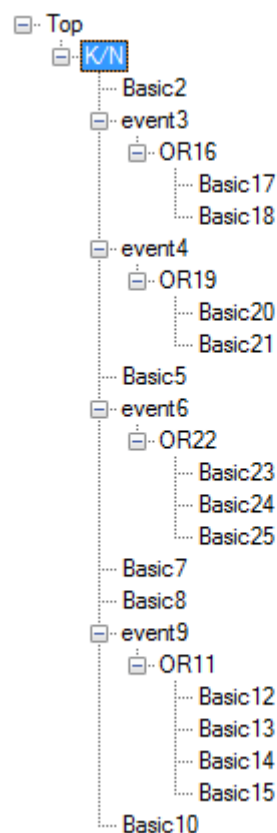 Top
K/N
Basic2
event3
OR16
Basic17
Basic18
event4
OR19
Basic20
Basic21
Basic5
event6
OR22
Basic23
Basic24
Basic25
Basic7
Basic8
event9
OR11
Basic12
Basic13
Basic14
Basic15
Basic10